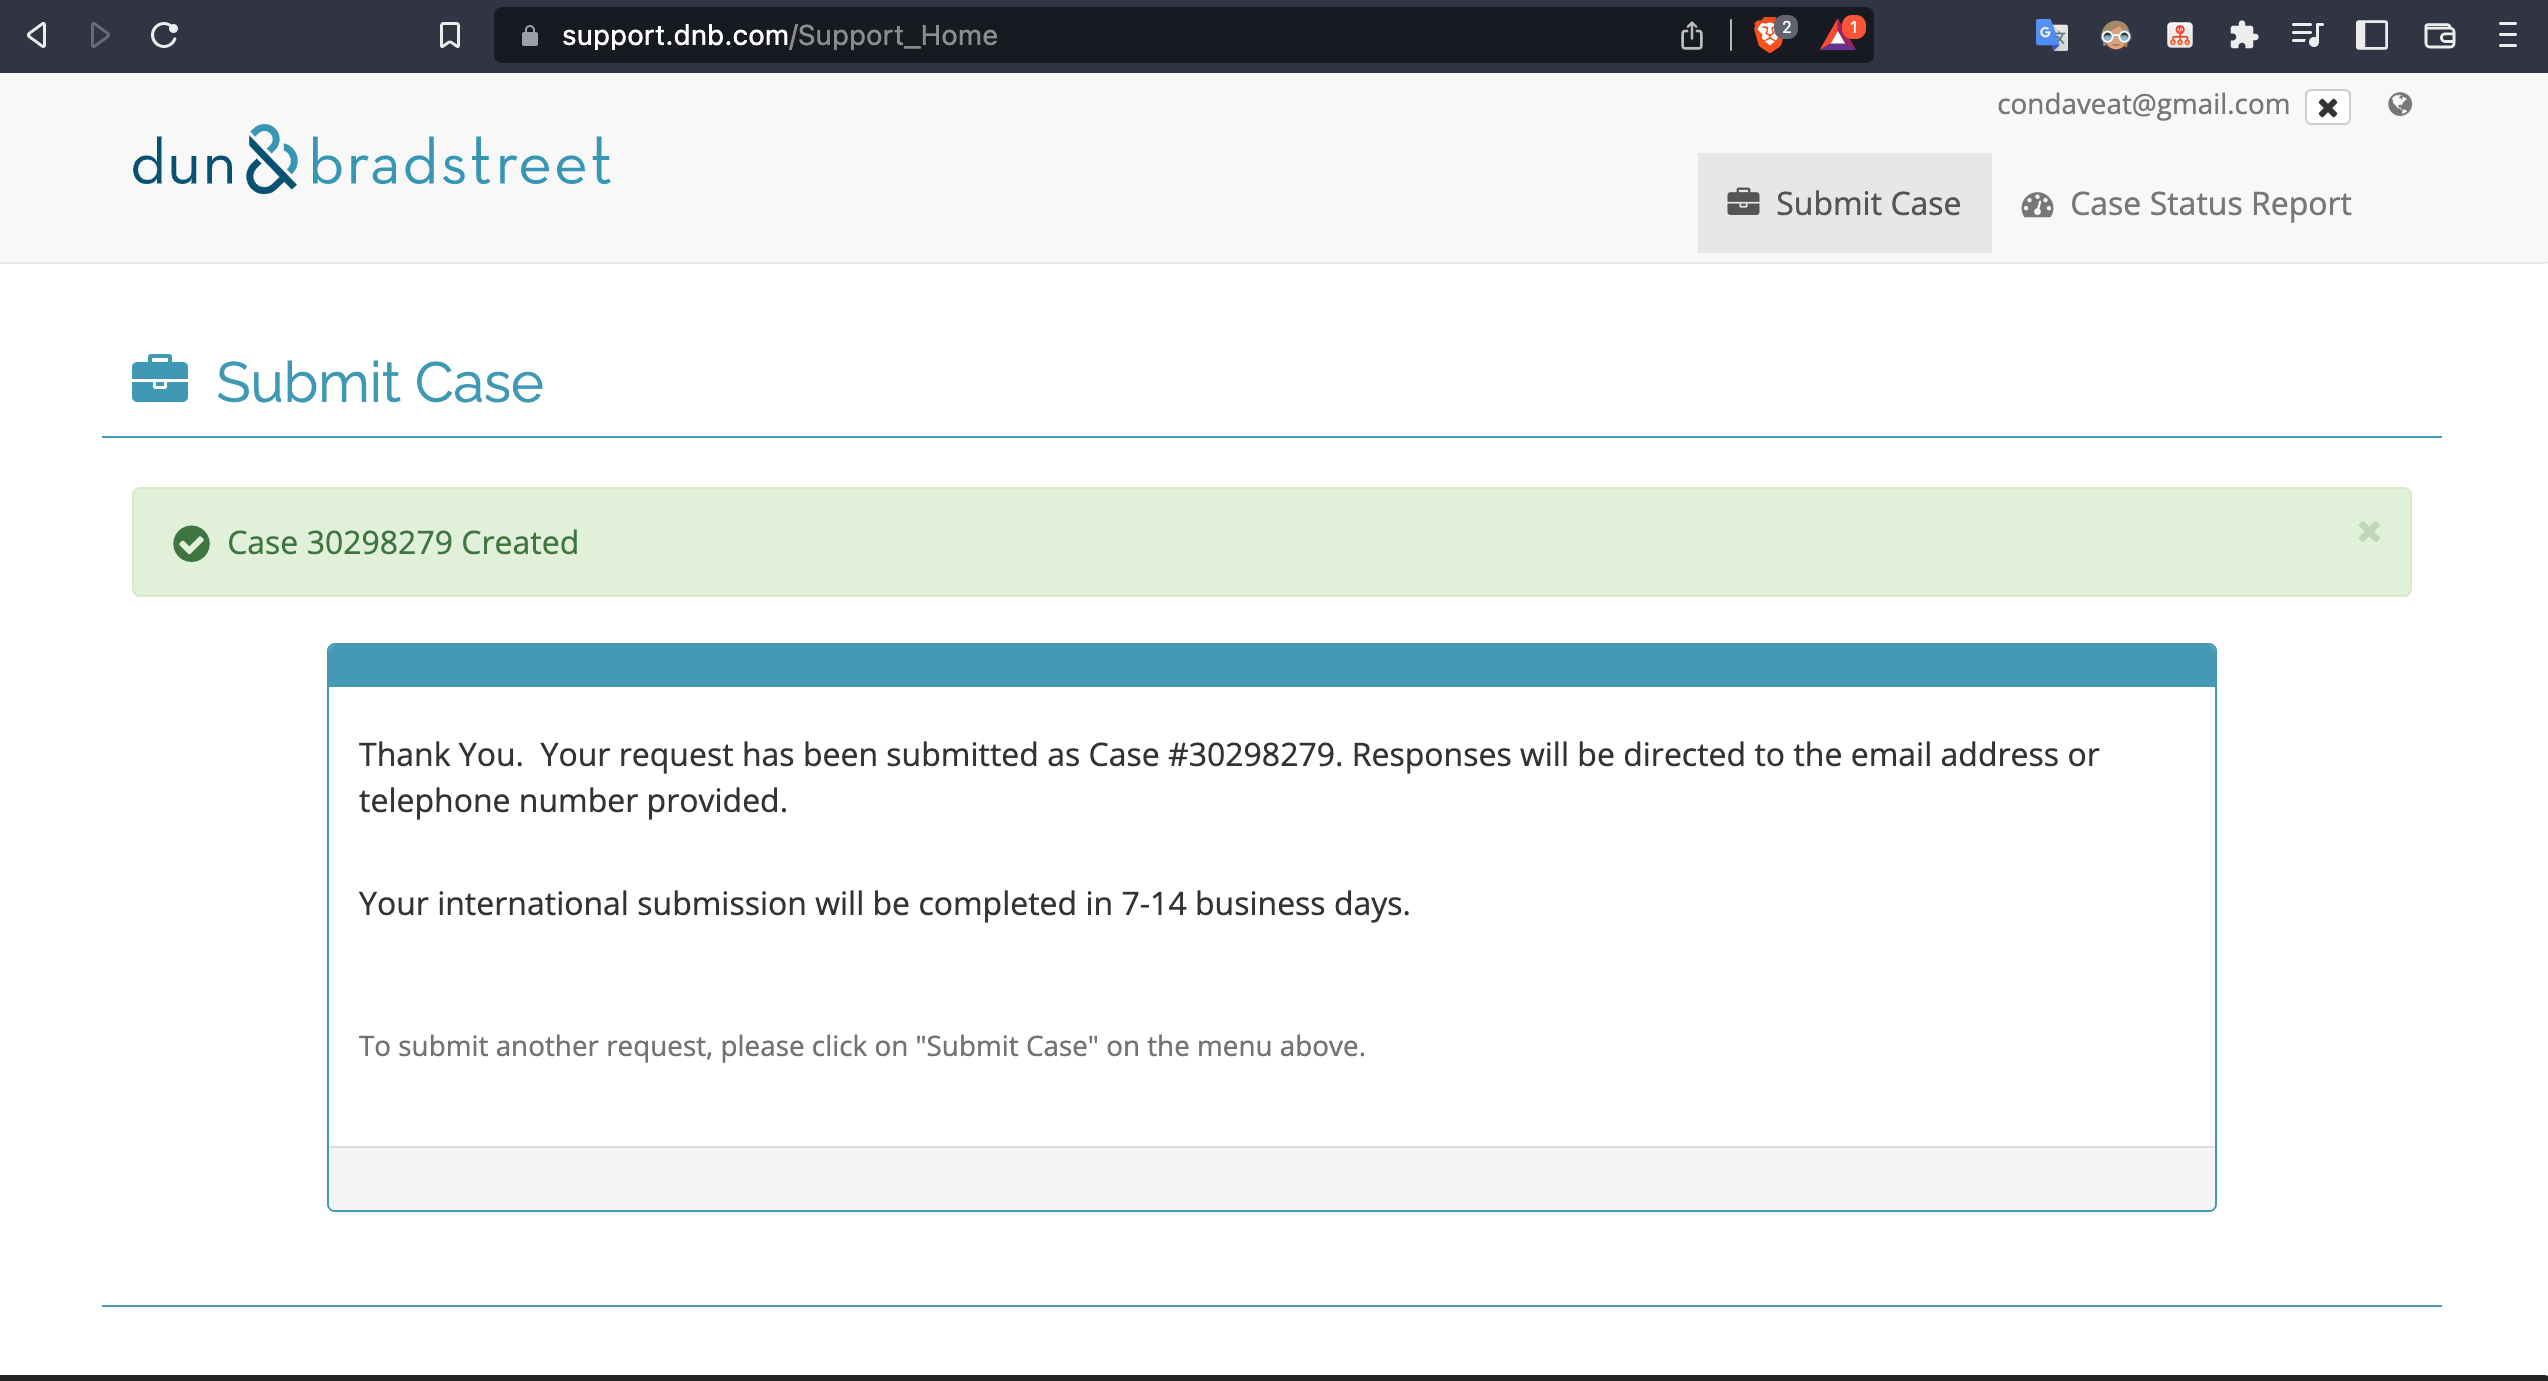 support.dnb.com/Support_Home
2
1
condaveat@gmail.com
dun & bradstreet
Submit Case
Case Status Report
Submit Case
Case 30298279 Created
Thank You.  Your request has been submitted as Case #30298279. Responses will be directed to the email address or
telephone number provided.
Your international submission will be completed in 7-14 business days.
To submit another request, please click on "Submit Case" on the menu above.